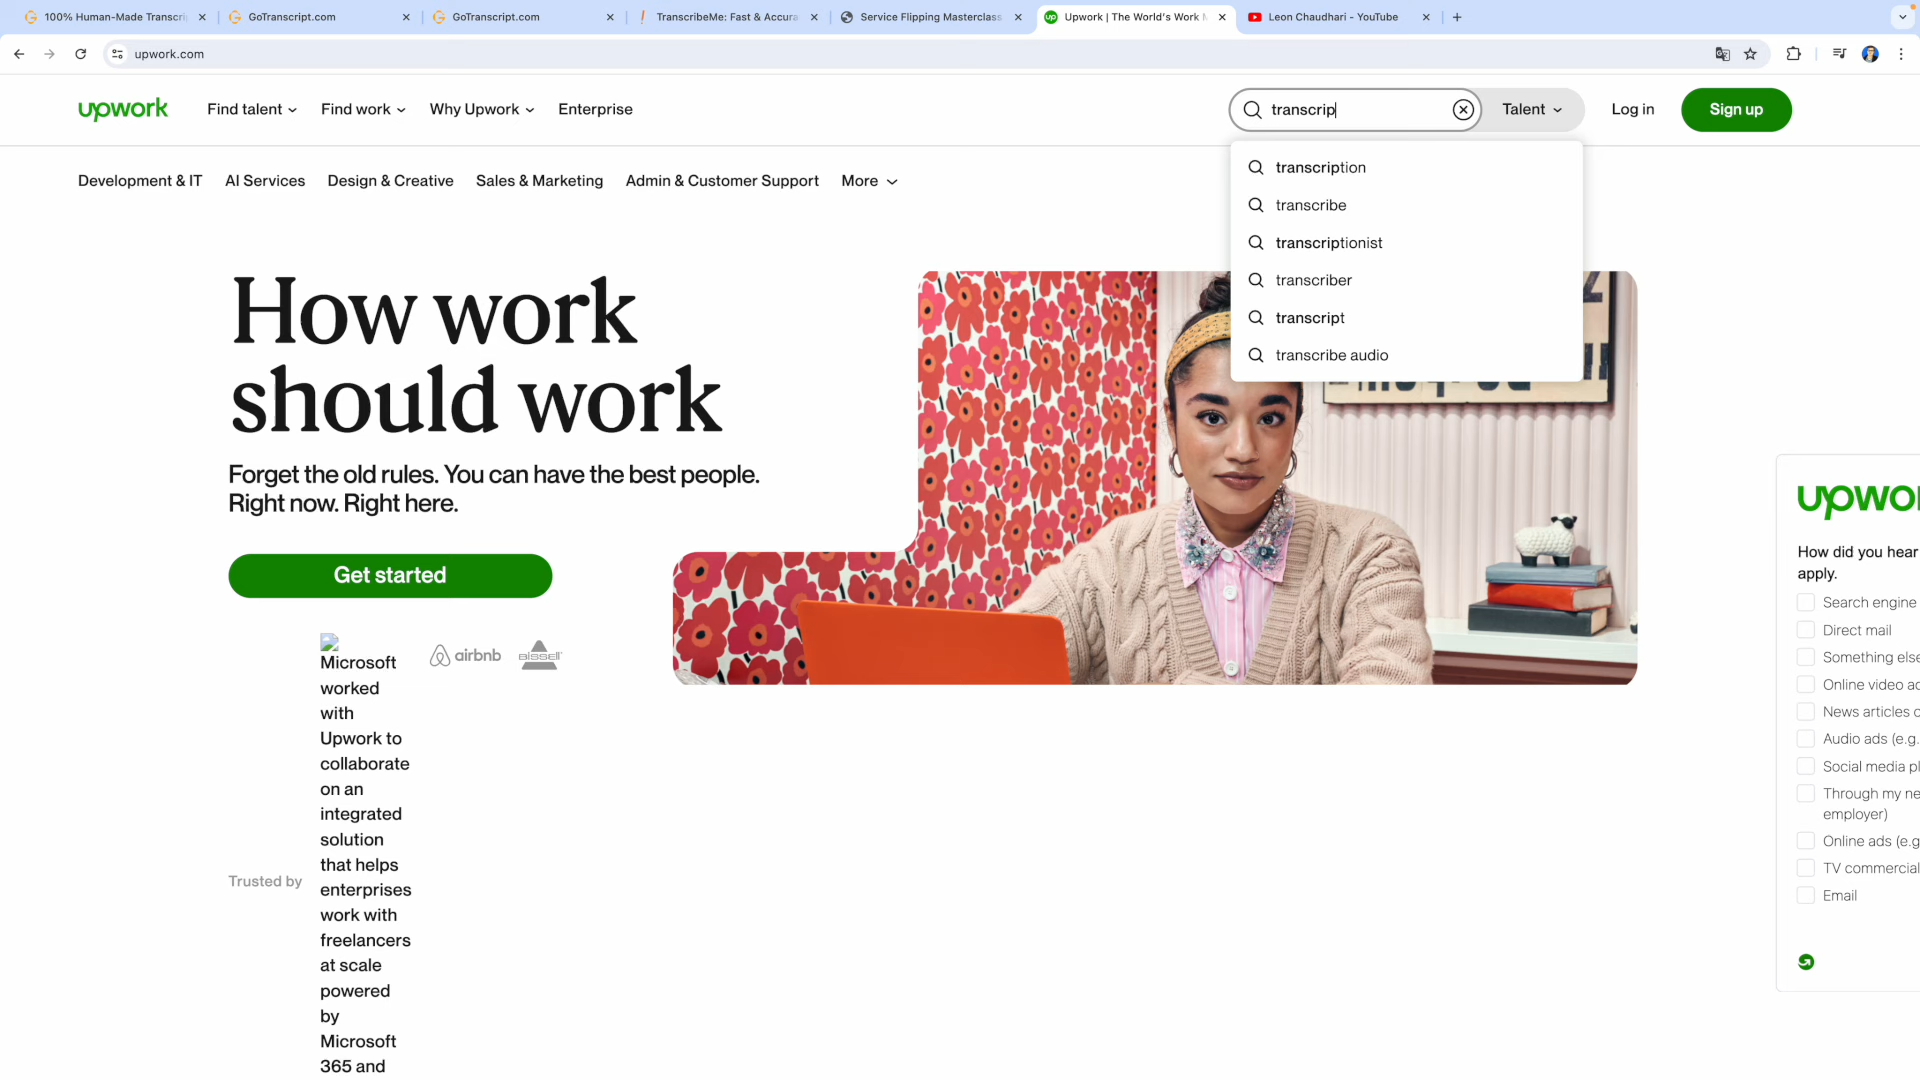 100% Human-Made Transcri
GoTranscript.com
GoTranscript.com
TranscribeMe: Fast & Accura
Service Flipping Masterclass
Upwork | The World's Work M
Leon Chaudhari - YouTube
upwork.com
upwork
Find talent
Find work
Why Upwork
Enterprise
transcrip
Talent
Log in
Sign up
Development & IT
AI Services
Design & Creative
Sales & Marketing
Admin & Customer Support
More
transcription
transcribe
transcriptionist
transcriber
transcript
transcribe audio
How work
should work
Forget the old rules. You can have the best people.
Right now. Right here.
Get started
Trusted by
Microsoft
worked
with
Upwork to
collaborate
on an
integrated
solution
that helps
enterprises
work with
freelancers
at scale
powered
by
Microsoft
365 and
airbnb
BISSELL
upwor
How did you hear
apply.
Search engine
Direct mail
Something else
Online video ad
News articles o
Audio ads (e.g.
Social media pl
Through my ne
employer)
Online ads (e.g
TV commercial
Email